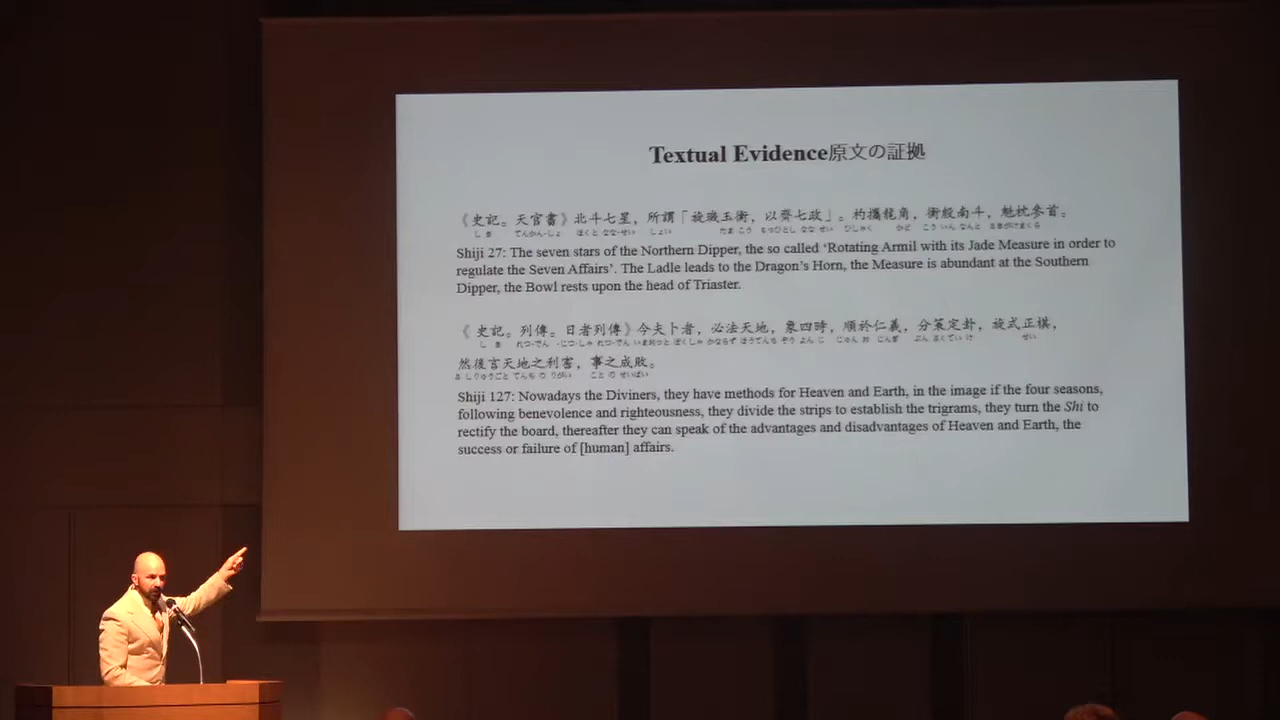 Textual Evidence原文の証拠
《史記。天官書》北斗七星，所謂「旋璣玉衡，以齊七政」。杓攜龍角，衡殷南斗，魁枕參首。
Shiji 27: The seven stars of the Northern Dipper, the so called ‘Rotating Armil with its Jade Measure in order to
regulate the Seven Affairs’. The Ladle leads to the Dragon’s Horn, the Measure is abundant at the Southern
Dipper, the Bowl rests upon the head of Triaster.
《 史記。列傳。日者列傳》今夫卜者，必法天地，象四時，順於仁義，分策定卦，旋式正棋，
然後言天地之利害，事之成敗。
Shiji 127: Nowadays the Diviners, they have methods for Heaven and Earth, in the image if the four seasons,
following benevolence and righteousness, they divide the strips to establish the trigrams, they turn the Shi to
rectify the board, thereafter they can speak of the advantages and disadvantages of Heaven and Earth, the
success or failure of [human] affairs.